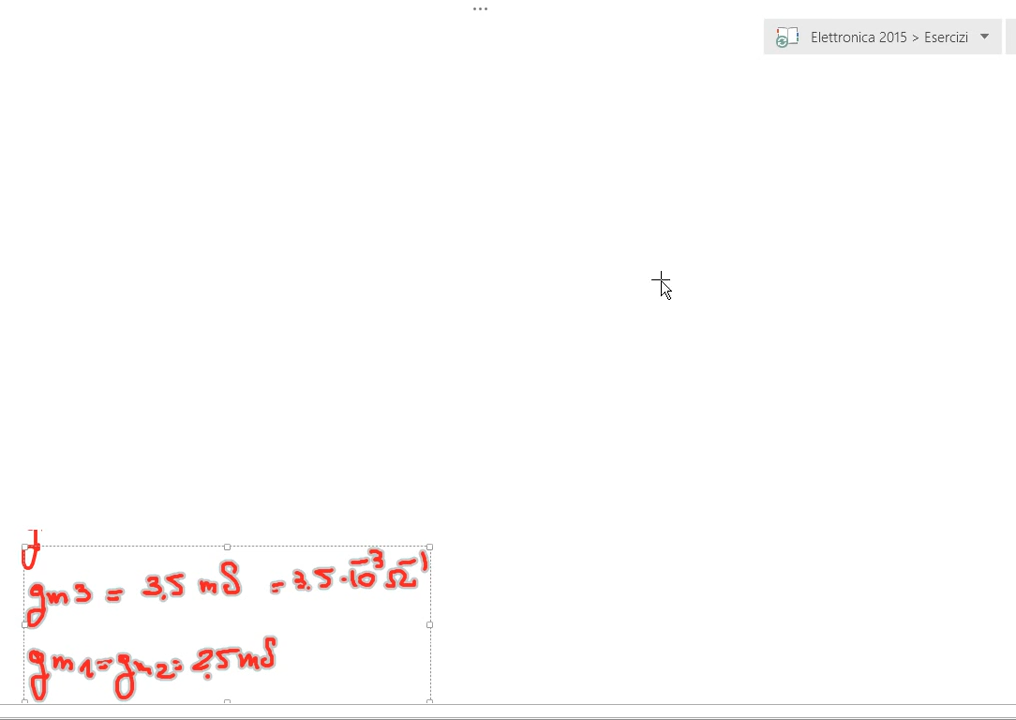 Elettronica 2015 > Esercizi
gm3 = 3,5 mS = 3.5 · 10⁻³ Ω⁻¹
gm1 = gm2 = 2.5 mS